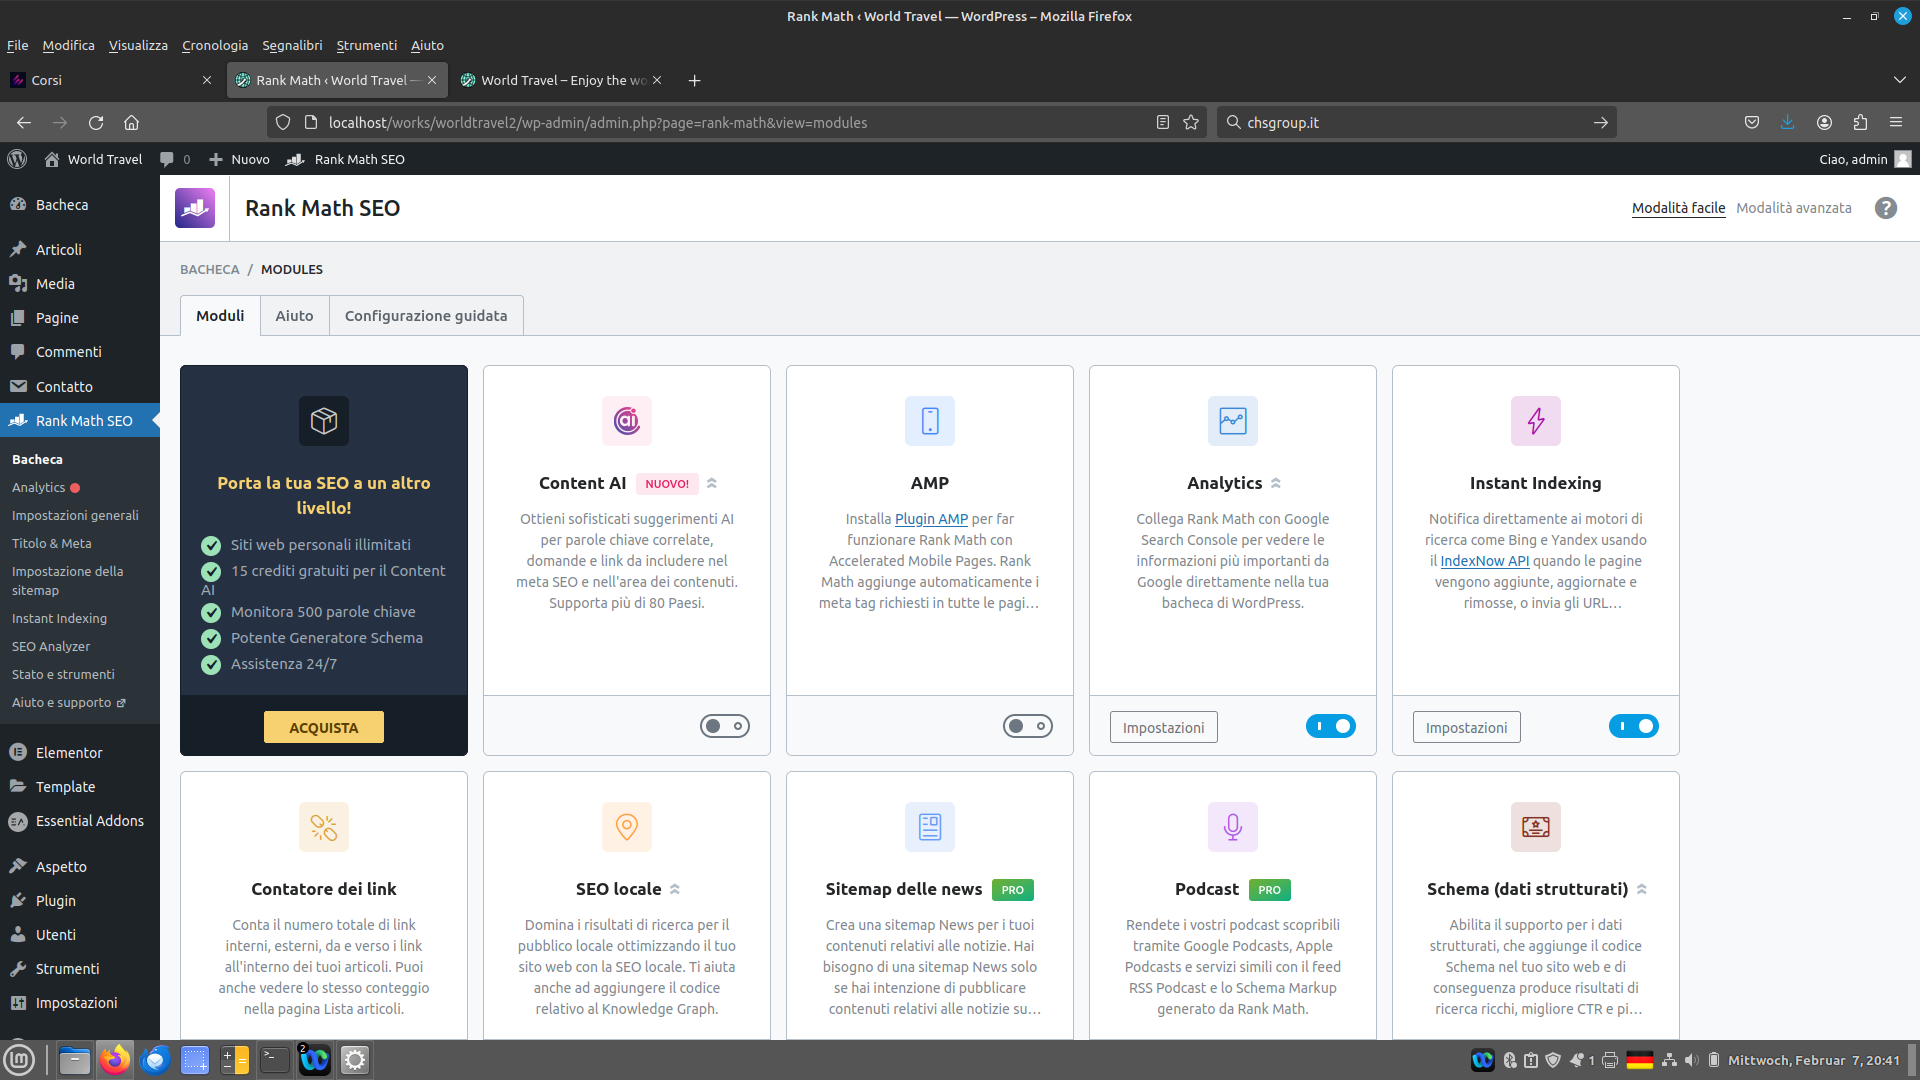 Rank Math ‹ World Travel — WordPress – Mozilla Firefox
File Modifica Visualizza Cronologia Segnalibri Strumenti Aiuto
Corsi
Rank Math ‹ World Travel —
World Travel – Enjoy the wo
localhost/works/worldtravel2/wp-admin/admin.php?page=rank-math&view=modules
chsgroup.it
World Travel 0 Nuovo Rank Math SEO
Ciao, admin
Bacheca
Articoli
Media
Pagine
Commenti
Contatto
Rank Math SEO
Bacheca
Analytics
Impostazioni generali
Titolo & Meta
Impostazione della
sitemap
Instant Indexing
SEO Analyzer
Stato e strumenti
Aiuto e supporto
Elementor
Template
Essential Addons
Aspetto
Plugin
Utenti
Strumenti
Impostazioni
Rank Math SEO
Modalità facile Modalità avanzata ?
BACHECA / MODULES
Moduli Aiuto Configurazione guidata
Porta la tua SEO a un altro
livello!
Siti web personali illimitati
15 crediti gratuiti per il Content
AI
Monitora 500 parole chiave
Potente Generatore Schema
Assistenza 24/7
ACQUISTA
ai
Content AI NUOVO!
Ottieni sofisticati suggerimenti AI
per parole chiave correlate,
domande e link da includere nel
meta SEO e nell'area dei contenuti.
Supporta più di 80 Paesi.
AMP
Installa Plugin AMP per far
funzionare Rank Math con
Accelerated Mobile Pages. Rank
Math aggiunge automaticamente i
meta tag richiesti in tutte le pagi…
Analytics
Collega Rank Math con Google
Search Console per vedere le
informazioni più importanti da
Google direttamente nella tua
bacheca di WordPress.
Impostazioni
Instant Indexing
Notifica direttamente ai motori di
ricerca come Bing e Yandex usando
il IndexNow API quando le pagine
vengono aggiunte, aggiornate e
rimosse, o invia gli URL…
Impostazioni
Contatore dei link
Conta il numero totale di link
interni, esterni, da e verso i link
all'interno dei tuoi articoli. Puoi
anche vedere lo stesso conteggio
nella pagina Lista articoli.
SEO locale
Domina i risultati di ricerca per il
pubblico locale ottimizzando il tuo
sito web con la SEO locale. Ti aiuta
anche ad aggiungere il codice
relativo al Knowledge Graph.
Sitemap delle news PRO
Crea una sitemap News per i tuoi
contenuti relativi alle notizie. Hai
bisogno di una sitemap News solo
se hai intenzione di pubblicare
contenuti relativi alle notizie su…
Podcast PRO
Rendete i vostri podcast scopribili
tramite Google Podcasts, Apple
Podcasts e servizi simili con il feed
RSS Podcast e lo Schema Markup
generato da Rank Math.
Schema (dati strutturati)
Abilita il supporto per i dati
strutturati, che aggiunge il codice
Schema nel tuo sito web e di
conseguenza produce risultati di
ricerca ricchi, migliore CTR e pi…
2
1
Mittwoch, Februar 7, 20:41